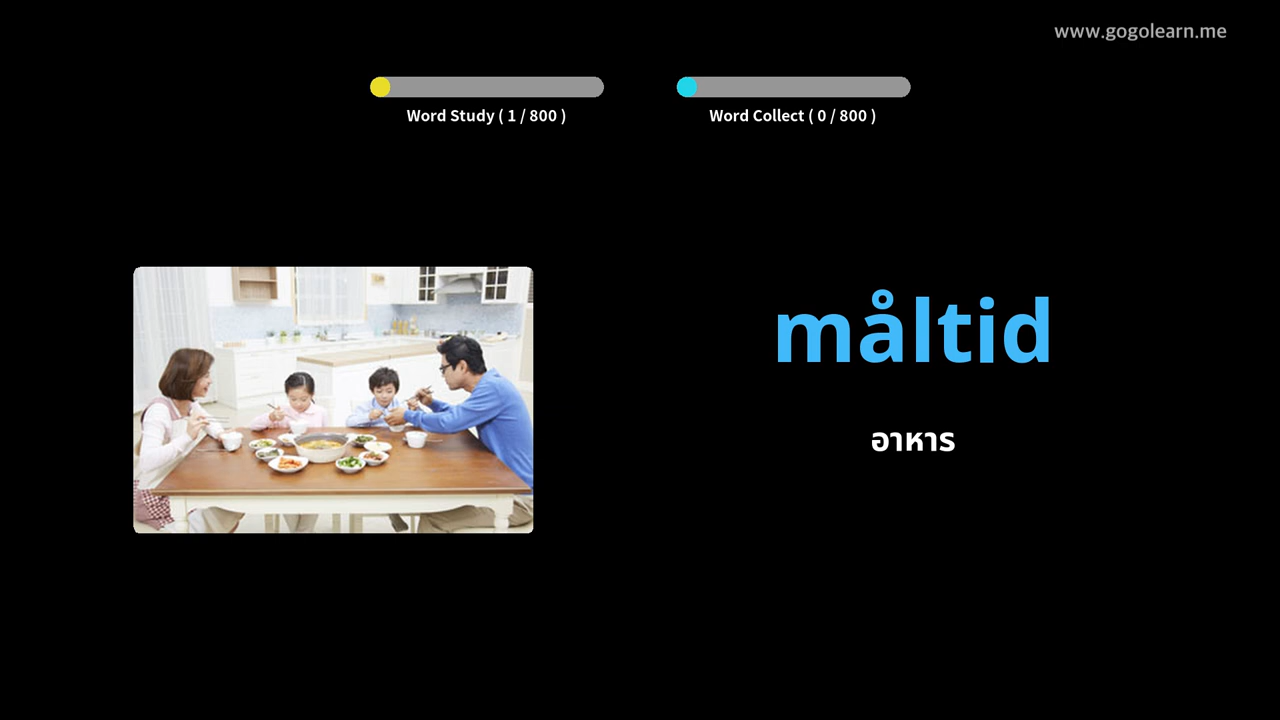 www.gogolearn.me
Word Study ( 1 / 800 )
Word Collect ( 0 / 800 )
måltid
อาหาร